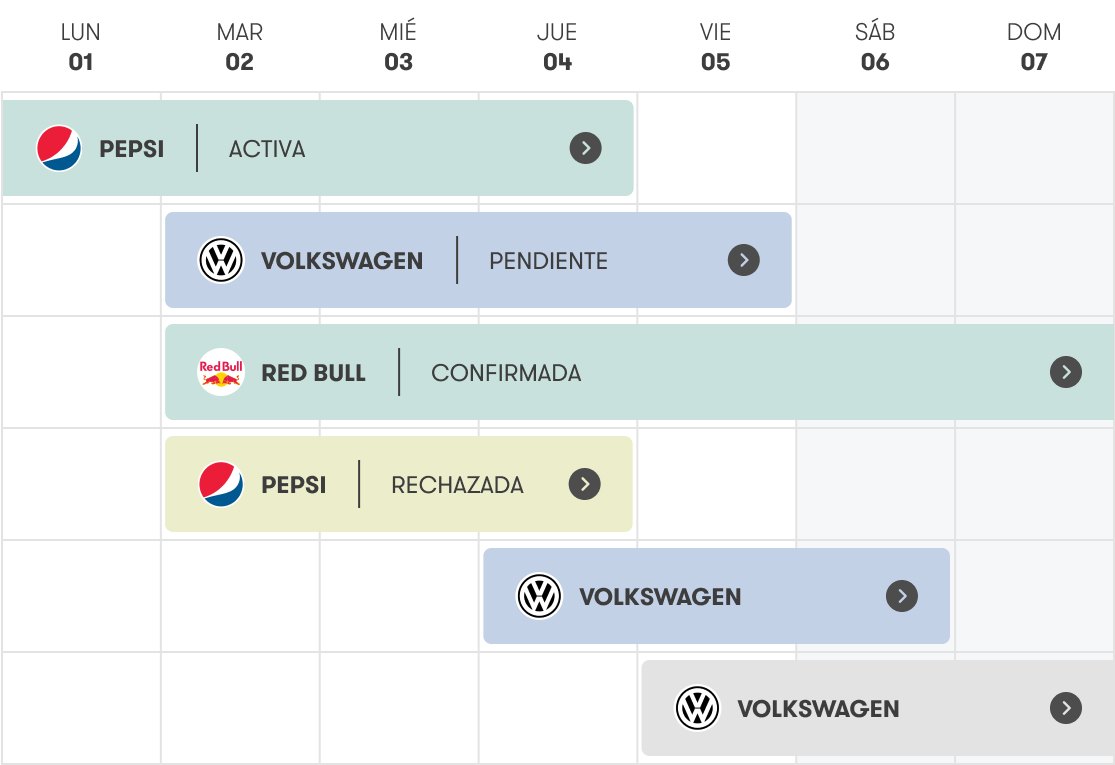 LUN MAR MIÉ JUE VIE SÁB DOM
01 02 03 04 05 06 07
PEPSI ACTIVA
VOLKSWAGEN PENDIENTE
Red Bull RED BULL CONFIRMADA
PEPSI RECHAZADA
VOLKSWAGEN
VOLKSWAGEN